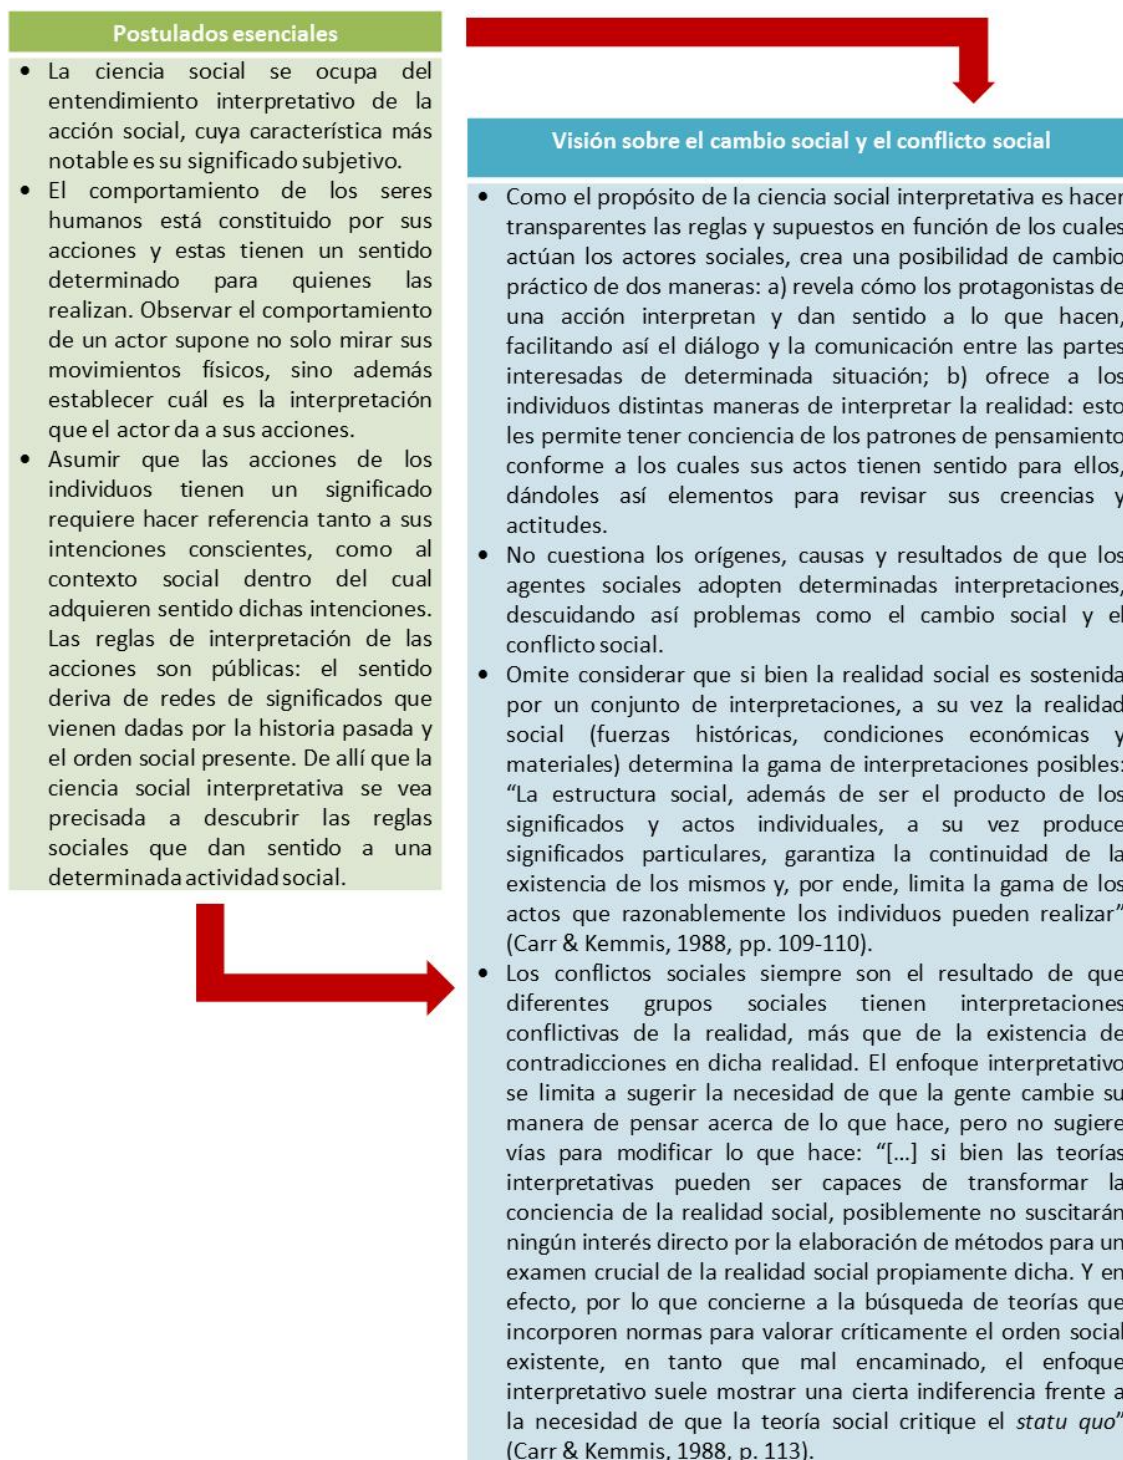 Postulados esenciales
• La ciencia social se ocupa del
entendimiento interpretativo de la
acción social, cuya característica más
notable es su significado subjetivo.
• El comportamiento de los seres
humanos está constituido por sus
acciones y estas tienen un sentido
determinado para quienes las
realizan. Observar el comportamiento
de un actor supone no solo mirar sus
movimientos físicos, sino además
establecer cuál es la interpretación
que el actor da a sus acciones.
• Asumir que las acciones de los
individuos tienen un significado
requiere hacer referencia tanto a sus
intenciones conscientes, como al
contexto social dentro del cual
adquieren sentido dichas intenciones.
Las reglas de interpretación de las
acciones son públicas: el sentido
deriva de redes de significados que
vienen dadas por la historia pasada y
el orden social presente. De allí que la
ciencia social interpretativa se vea
precisada a descubrir las reglas
sociales que dan sentido a una
determinada actividad social.
Visión sobre el cambio social y el conflicto social
• Como el propósito de la ciencia social interpretativa es hacer
transparentes las reglas y supuestos en función de los cuales
actúan los actores sociales, crea una posibilidad de cambio
práctico de dos maneras: a) revela cómo los protagonistas de
una acción interpretan y dan sentido a lo que hacen,
facilitando así el diálogo y la comunicación entre las partes
interesadas de determinada situación; b) ofrece a los
individuos distintas maneras de interpretar la realidad: esto
les permite tener conciencia de los patrones de pensamiento
conforme a los cuales sus actos tienen sentido para ellos,
dándoles así elementos para revisar sus creencias y
actitudes.
• No cuestiona los orígenes, causas y resultados de que los
agentes sociales adopten determinadas interpretaciones,
descuidando así problemas como el cambio social y el
conflicto social.
• Omite considerar que si bien la realidad social es sostenida
por un conjunto de interpretaciones, a su vez la realidad
social (fuerzas históricas, condiciones económicas y
materiales) determina la gama de interpretaciones posibles:
“La estructura social, además de ser el producto de los
significados y actos individuales, a su vez produce
significados particulares, garantiza la continuidad de la
existencia de los mismos y, por ende, limita la gama de los
actos que razonablemente los individuos pueden realizar”
(Carr & Kemmis, 1988, pp. 109-110).
• Los conflictos sociales siempre son el resultado de que
diferentes grupos sociales tienen interpretaciones
conflictivas de la realidad, más que de la existencia de
contradicciones en dicha realidad. El enfoque interpretativo
se limita a sugerir la necesidad de que la gente cambie su
manera de pensar acerca de lo que hace, pero no sugiere
vías para modificar lo que hace: “[…] si bien las teorías
interpretativas pueden ser capaces de transformar la
conciencia de la realidad social, posiblemente no suscitarán
ningún interés directo por la elaboración de métodos para un
examen crucial de la realidad social propiamente dicha. Y en
efecto, por lo que concierne a la búsqueda de teorías que
incorporen normas para valorar críticamente el orden social
existente, en tanto que mal encaminado, el enfoque
interpretativo suele mostrar una cierta indiferencia frente a
la necesidad de que la teoría social critique el statu quo”
(Carr & Kemmis, 1988, p. 113).